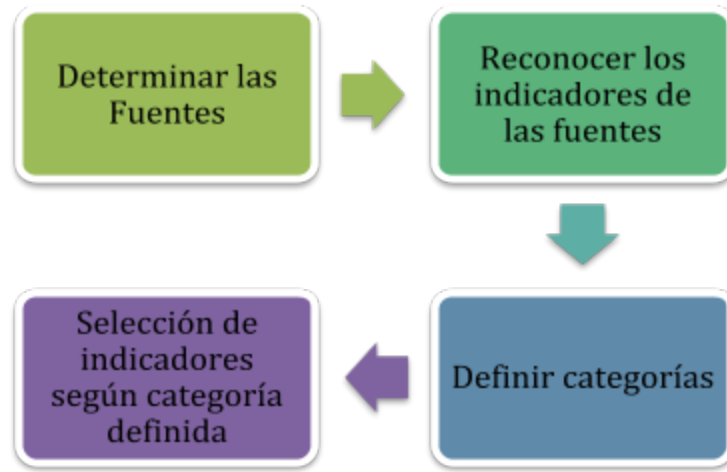 Determinar las
Fuentes
Reconocer los
indicadores de
las fuentes
Definir categorías
Selección de
indicadores
según categoría
definida